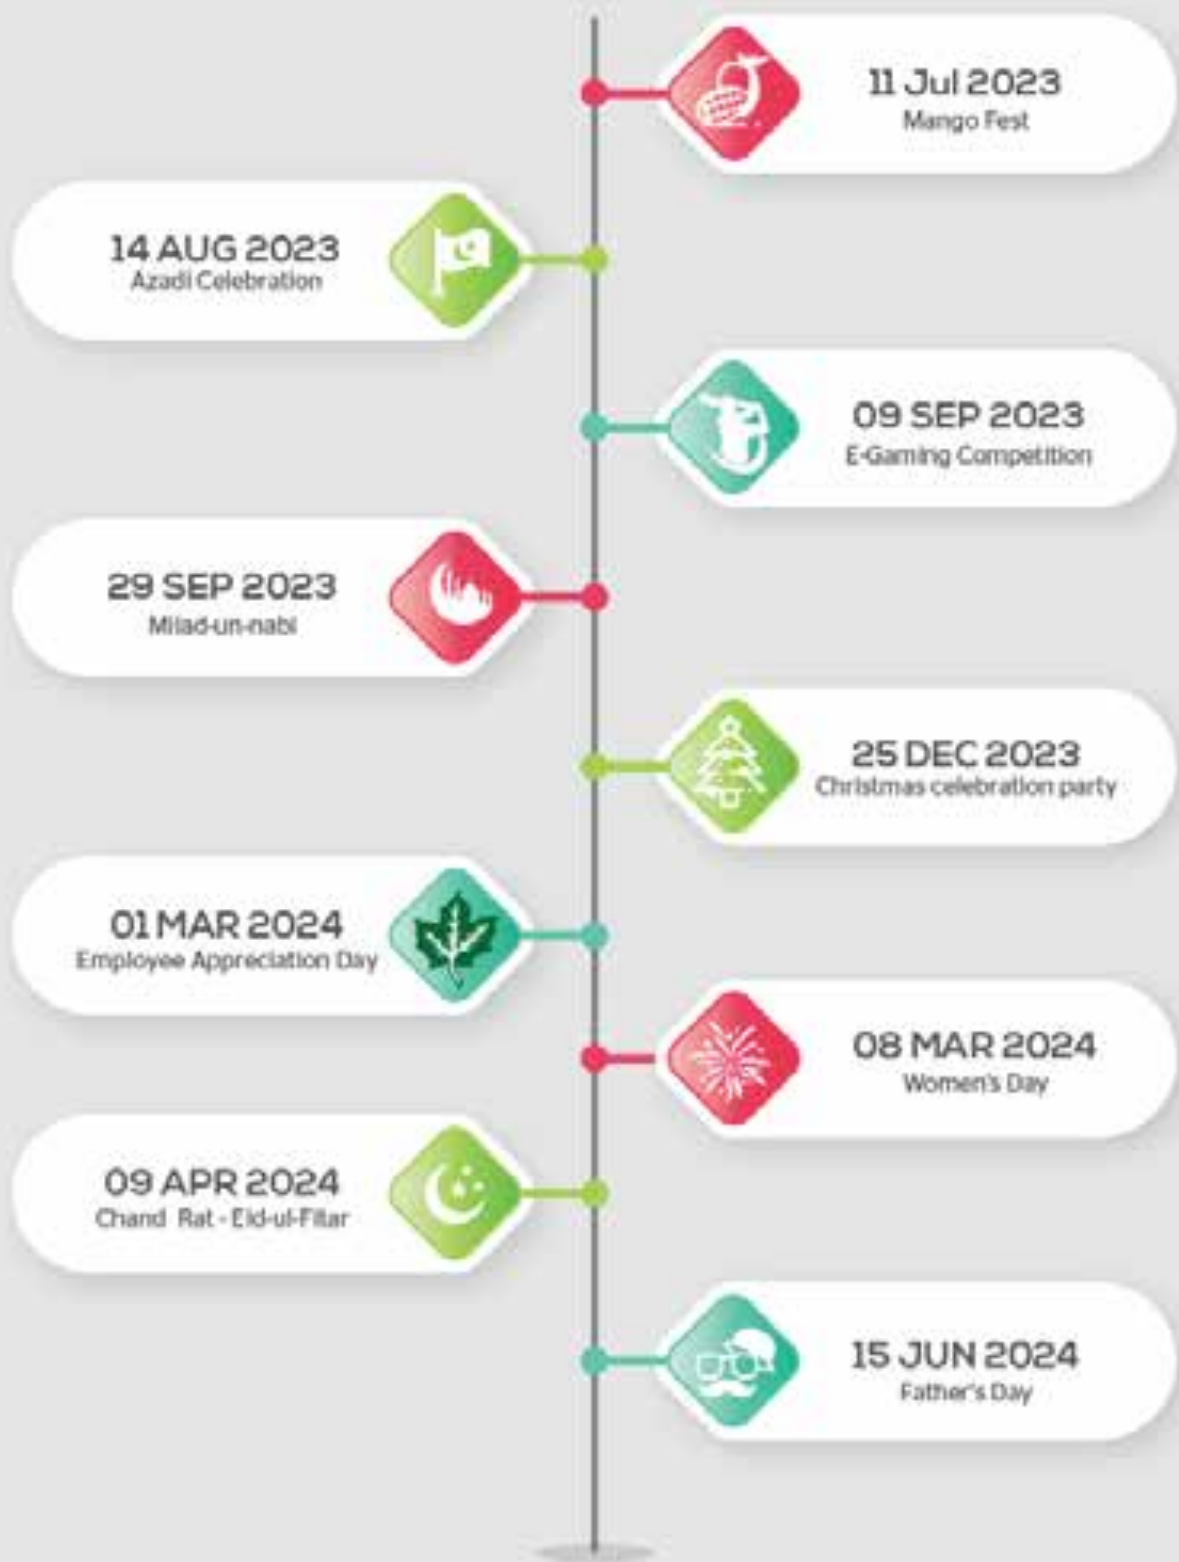 11 Jul 2023
Mango Fest
14 AUG 2023
Azadi Celebration
09 SEP 2023
E-Gaming Competition
29 SEP 2023
Milad-un-nabi
25 DEC 2023
Christmas celebration party
01 MAR 2024
Employee Appreciation Day
08 MAR 2024
Women's Day
09 APR 2024
Chand Rat - Eid-ul-Fitar
15 JUN 2024
Father's Day